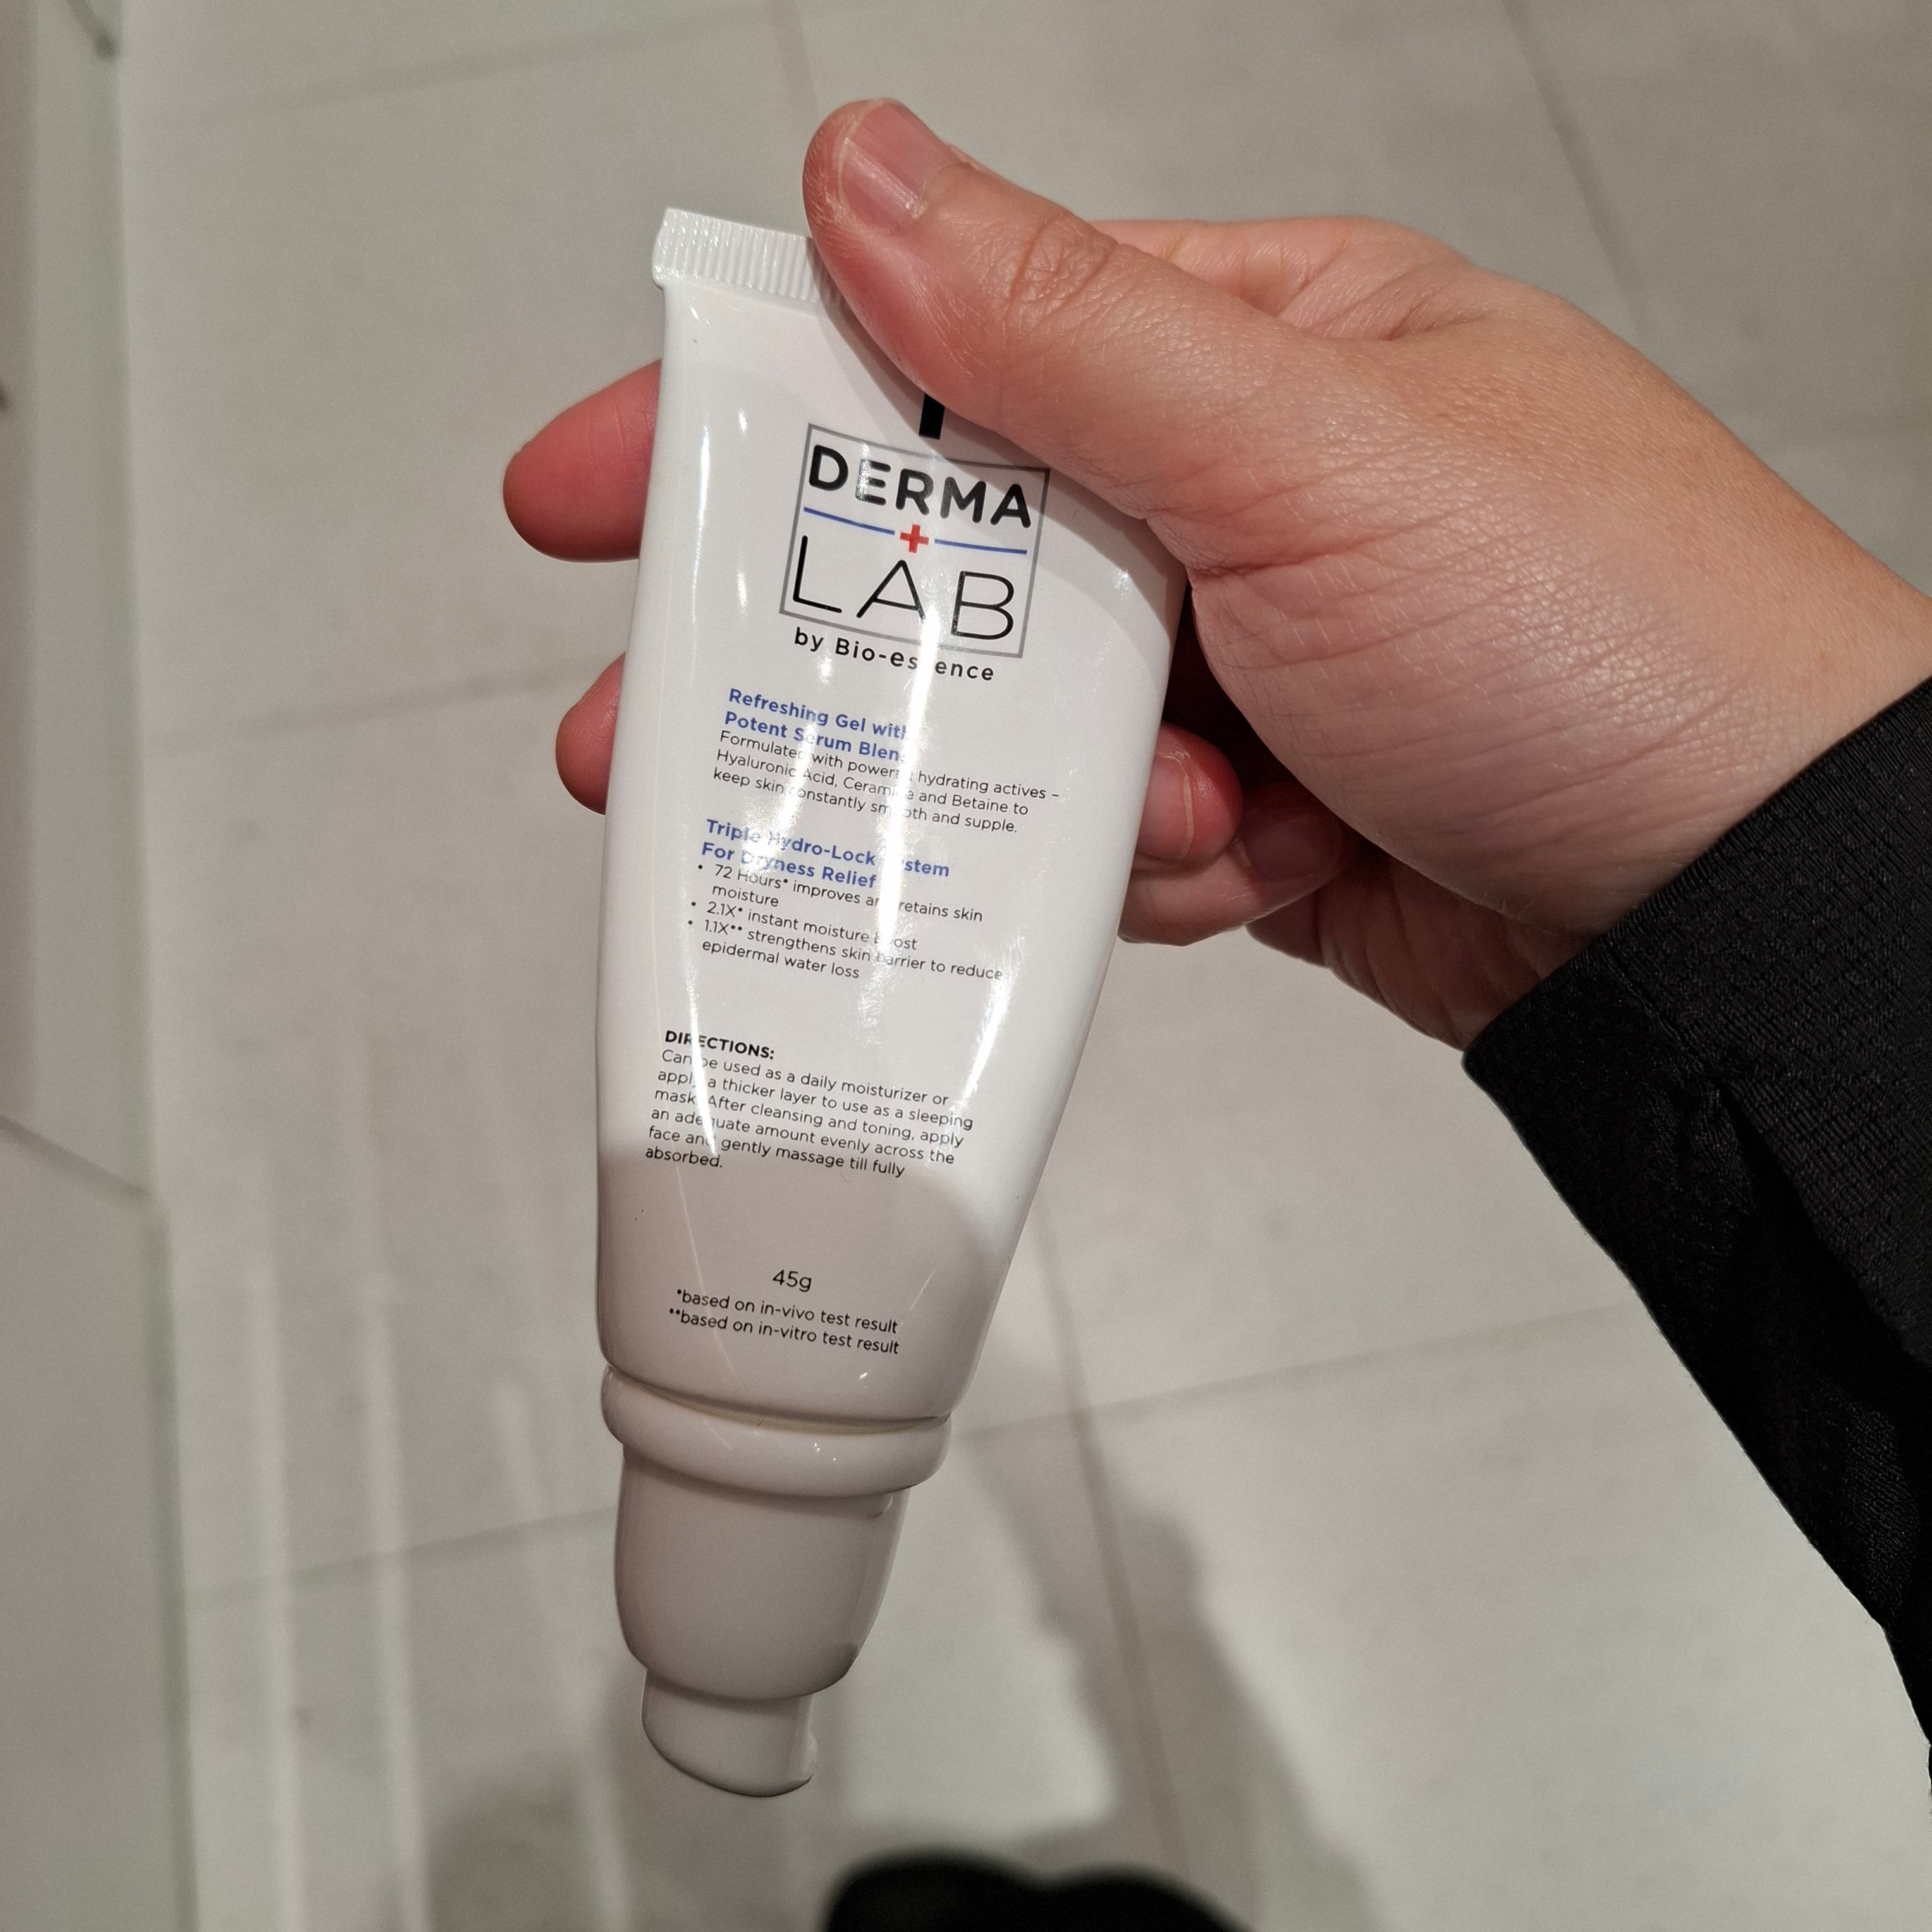 DERMA
LAB
by Bio-essence
Refreshing Gel with
Potent Serum Blend
Formulated with powerful hydrating actives –
Hyaluronic Acid, Ceramide and Betaine to
keep skin constantly smooth and supple.
Triple Hydro-Lock System
For Dryness Relief
• 72 Hours* improves and retains skin
moisture
• 2.1X* instant moisture boost
• 1.1X** strengthens skin barrier to reduce
epidermal water loss
DIRECTIONS:
Can be used as a daily moisturizer or
apply a thicker layer to use as a sleeping
mask. After cleansing and toning, apply
an adequate amount evenly across the
face and gently massage till fully
absorbed.
45g
*based on in-vivo test result
**based on in-vitro test result